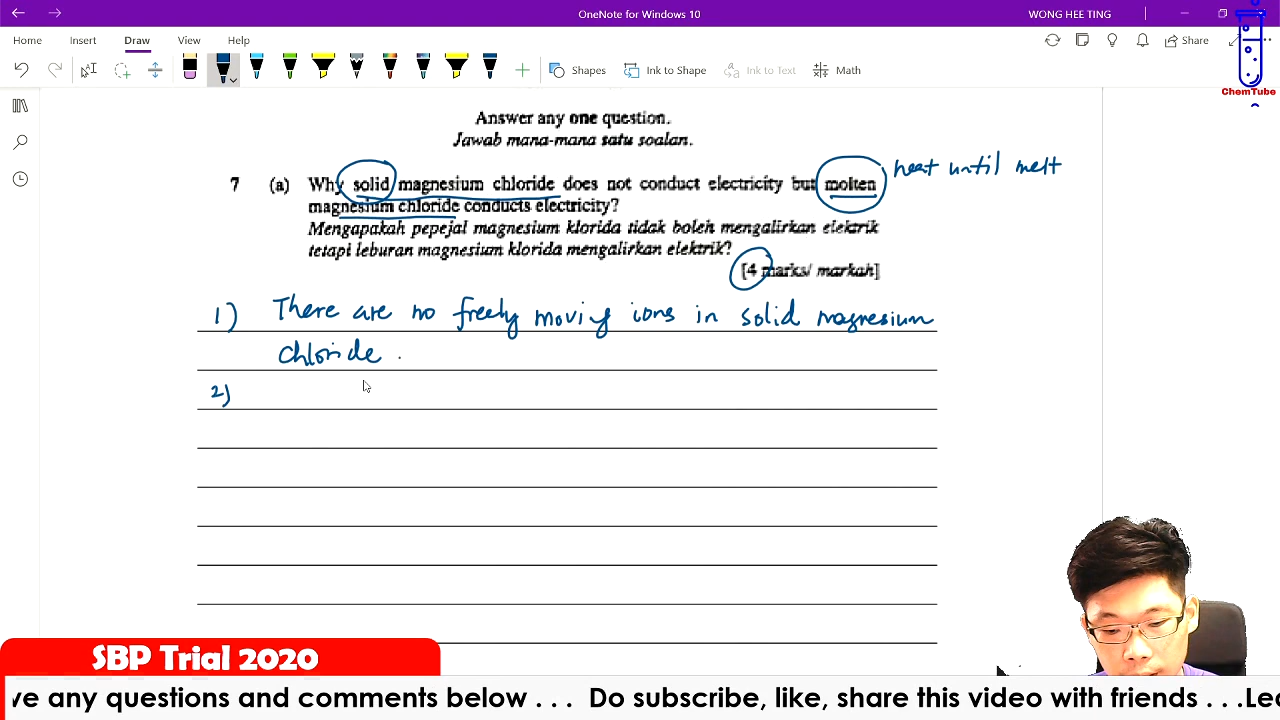 OneNote for Windows 10
WONG HEE TING
Home Insert Draw View Help
Share
Shapes Ink to Shape Ink to Text Math
ChemTube
Answer any one question.
Jawab mana-mana satu soalan.
heat until melt
7 (a) Why solid magnesium chloride does not conduct electricity but molten
magnesium chloride conducts electricity?
Mengapakah pepejal magnesium klorida tidak boleh mengalirkan elektrik
tetapi leburan magnesium klorida mengalirkan elektrik?
[4 marks/ markah]
1) There are no freely moving ions in solid magnesium
chloride.
2)
SBP Trial 2020
ve any questions and comments below . . . Do subscribe, like, share this video with friends . . .Lea